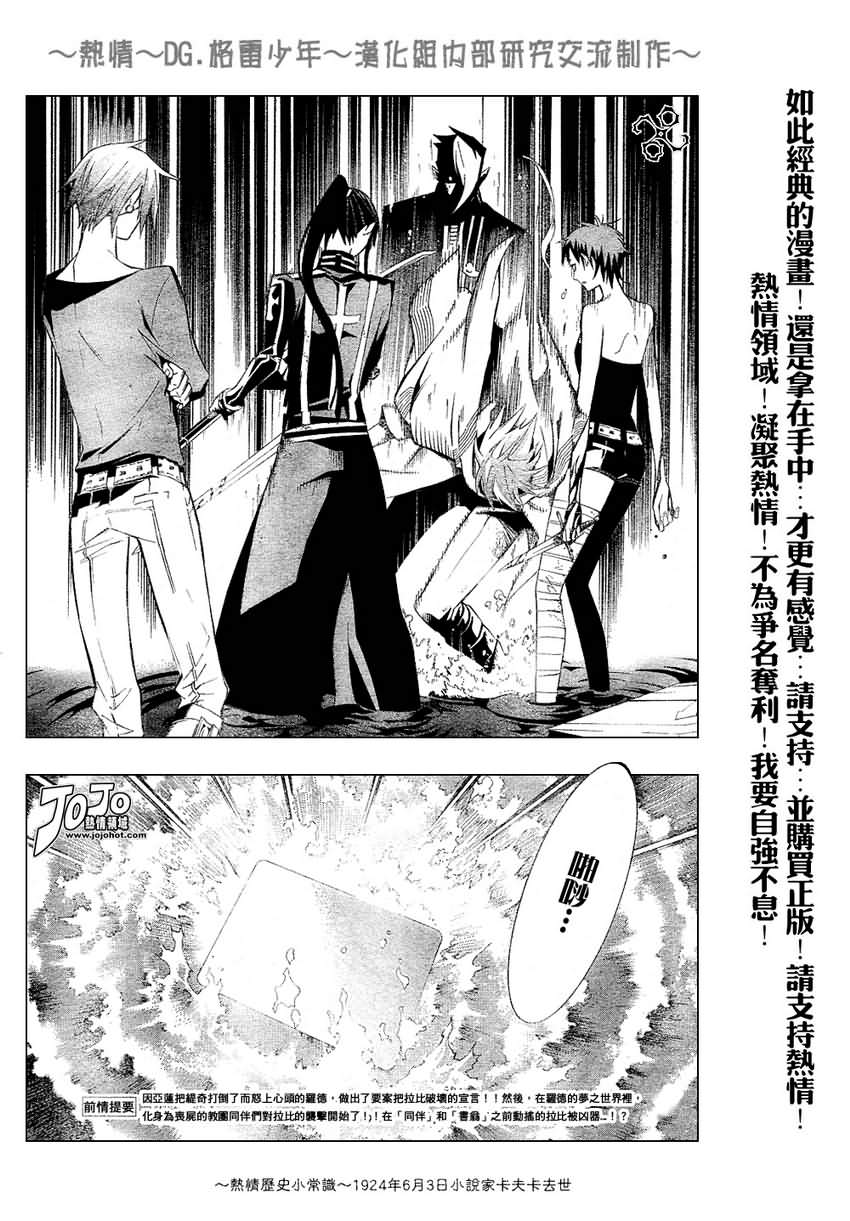 ～熱情～DG.格雷少年～漢化組内部研究交流制作～
如此經典的漫畫！還是拿在手中…才更有感覺…請支持…並購買正版！請支持熱情！
熱情領域！凝聚熱情！不為爭名奪利！我要自強不息！
啪吵…
JoJo
熱情領域
www.jojohot.com
前情提要
因亞蓮把緹奇打倒了而怒上心頭的羅德，做出了要案把拉比破壞的宣言！！然後，在羅德的夢之世界裡，
化身為喪屍的教團同伴們對拉比的襲擊開始了！！在「同伴」和「書翁」之前動搖的拉比被凶器…！？
～熱情歷史小常識～1924年6月3日小說家卡夫卡去世